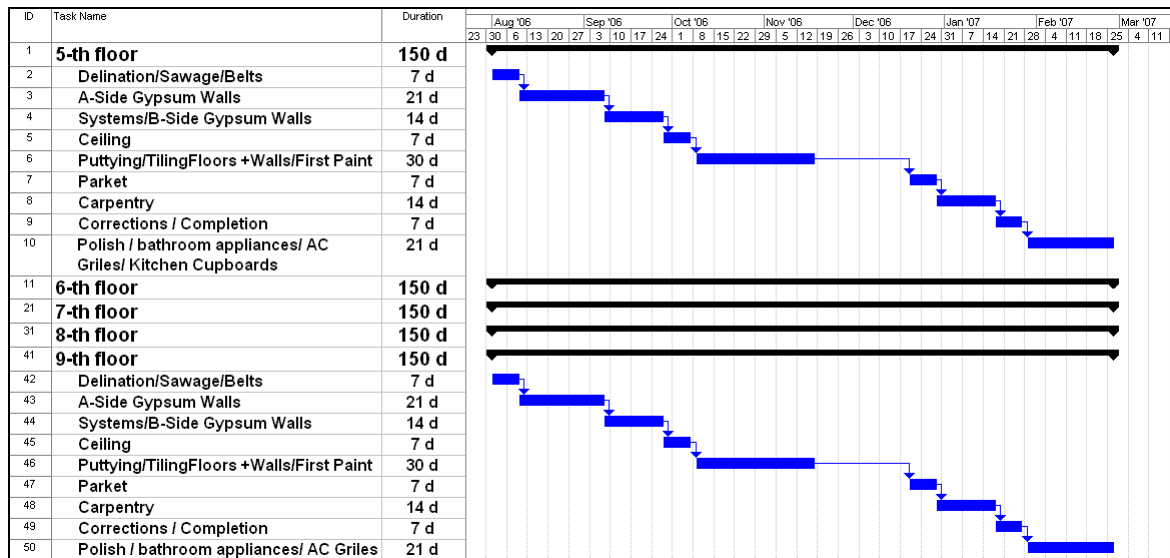 ID Task Name Duration Aug '06 Sep '06 Oct '06 Nov '06 Dec '06 Jan '07 Feb '07 Mar '07
23 30 6 13 20 27 3 10 17 24 1 8 15 22 29 5 12 19 26 3 10 17 24 31 7 14 21 28 4 11 18 25 4 11
1 5-th floor 150 d
2 Delination/Sawage/Belts 7 d
3 A-Side Gypsum Walls 21 d
4 Systems/B-Side Gypsum Walls 14 d
5 Ceiling 7 d
6 Puttying/TilingFloors +Walls/First Paint 30 d
7 Parket 7 d
8 Carpentry 14 d
9 Corrections / Completion 7 d
10 Polish / bathroom appliances/ AC 21 d
Griles/ Kitchen Cupboards
11 6-th floor 150 d
21 7-th floor 150 d
31 8-th floor 150 d
41 9-th floor 150 d
42 Delination/Sawage/Belts 7 d
43 A-Side Gypsum Walls 21 d
44 Systems/B-Side Gypsum Walls 14 d
45 Ceiling 7 d
46 Puttying/TilingFloors +Walls/First Paint 30 d
47 Parket 7 d
48 Carpentry 14 d
49 Corrections / Completion 7 d
50 Polish / bathroom appliances/ AC Griles 21 d